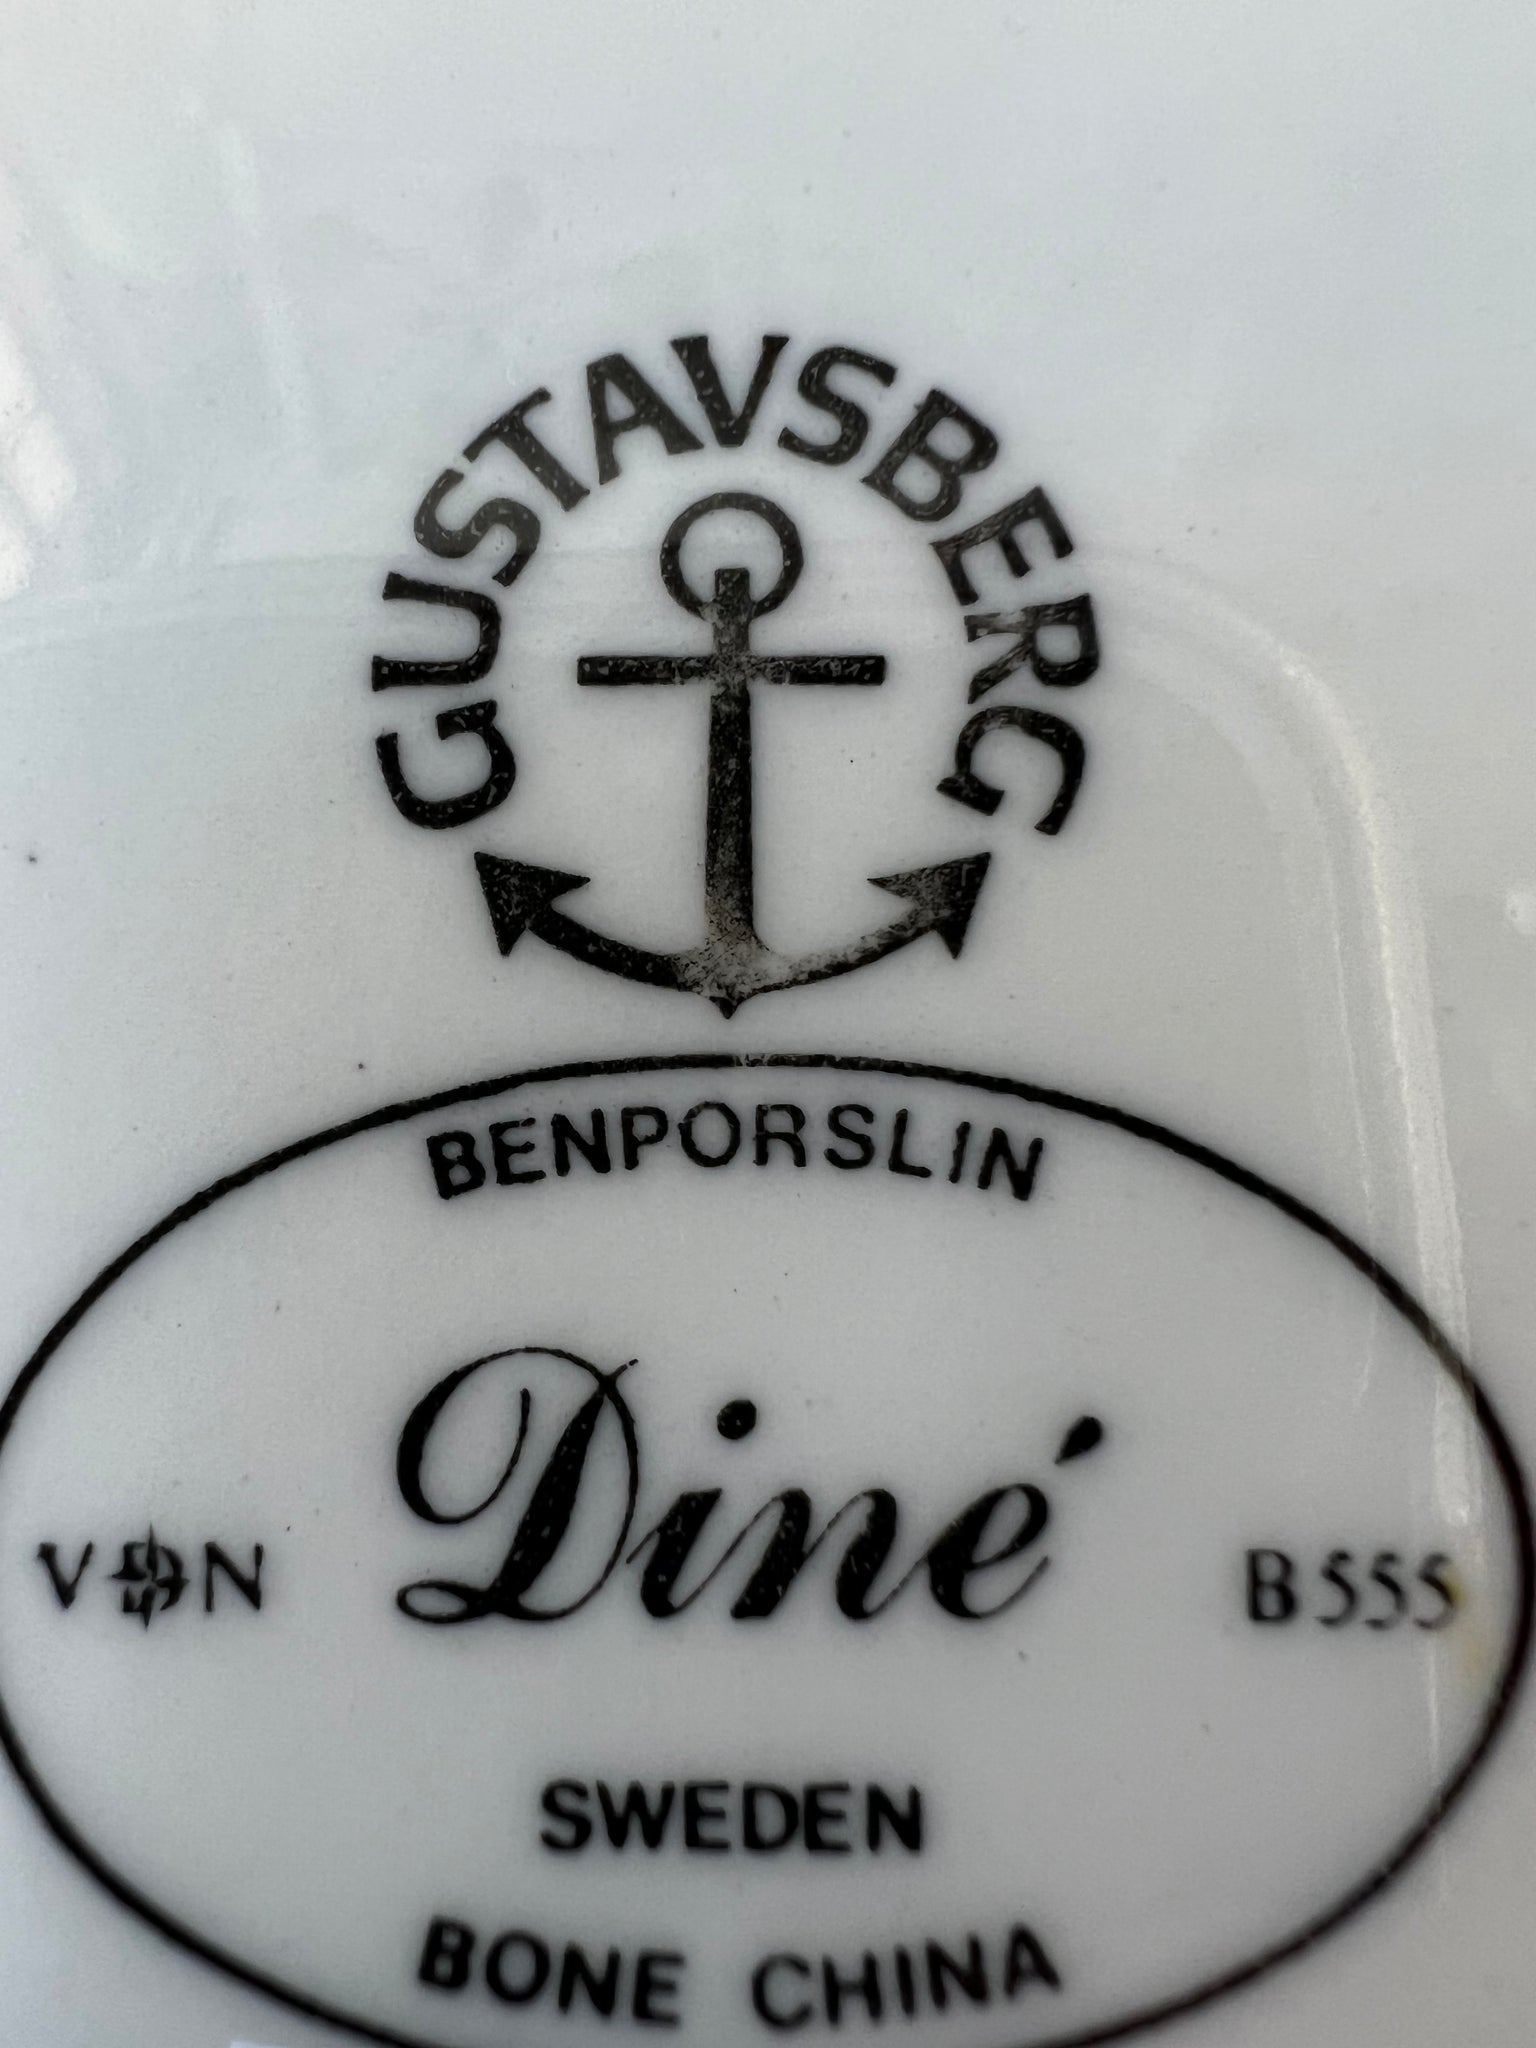 GUSTAVSBERG
BENPORSLIN
Diné
B555
SWEDEN
BONE CHINA